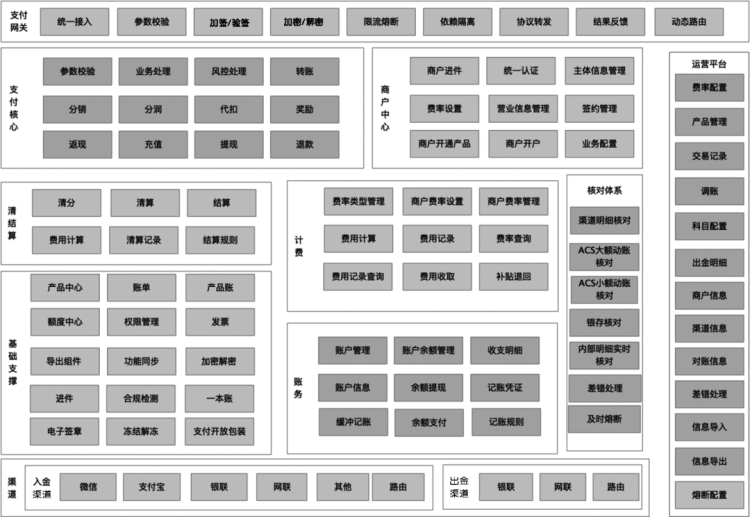 支付
网关
统一接入
参数校验
加签/验签
加密/解密
限流熔断
依赖隔离
协议转发
结果反馈
动态路由
支付核心
参数校验
业务处理
风控处理
转账
分销
分润
代扣
奖励
返现
充值
提现
退款
商户中心
商户进件
统一认证
主体信息管理
费率设置
营业信息管理
签约管理
商户开通产品
商户开户
业务配置
清结算
清分
清算
结算
费用计算
清算记录
结算规则
计费
费率类型管理
商户费率设置
商户费率管理
费用计算
费用记录
费率查询
费用记录查询
费用收取
补贴退回
基础支撑
产品中心
账单
产品账
额度中心
权限管理
发票
导出组件
功能同步
加密解密
进件
合规检测
一本账
电子签章
冻结解冻
支付开放包装
账务
账户管理
账户余额管理
收支明细
账户信息
余额提现
记账凭证
缓冲记账
余额支付
记账规则
核对体系
渠道明细核对
ACS大额动账
核对
ACS小额动账
核对
银存核对
内部明细实时
核对
差错处理
及时熔断
运营平台
费率配置
产品管理
交易记录
调账
科目配置
出金明细
商户信息
渠道信息
对账信息
差错处理
信息导入
信息导出
熔断配置
渠道
入金
渠道
微信
支付宝
银联
网联
其他
路由
出金
渠道
银联
网联
路由